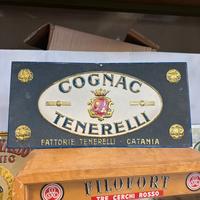 COGNAC
TENERELLI
FATTORIE TENERELLI - CATANIA
FILOFORT
TRE CERCHI ROSSO